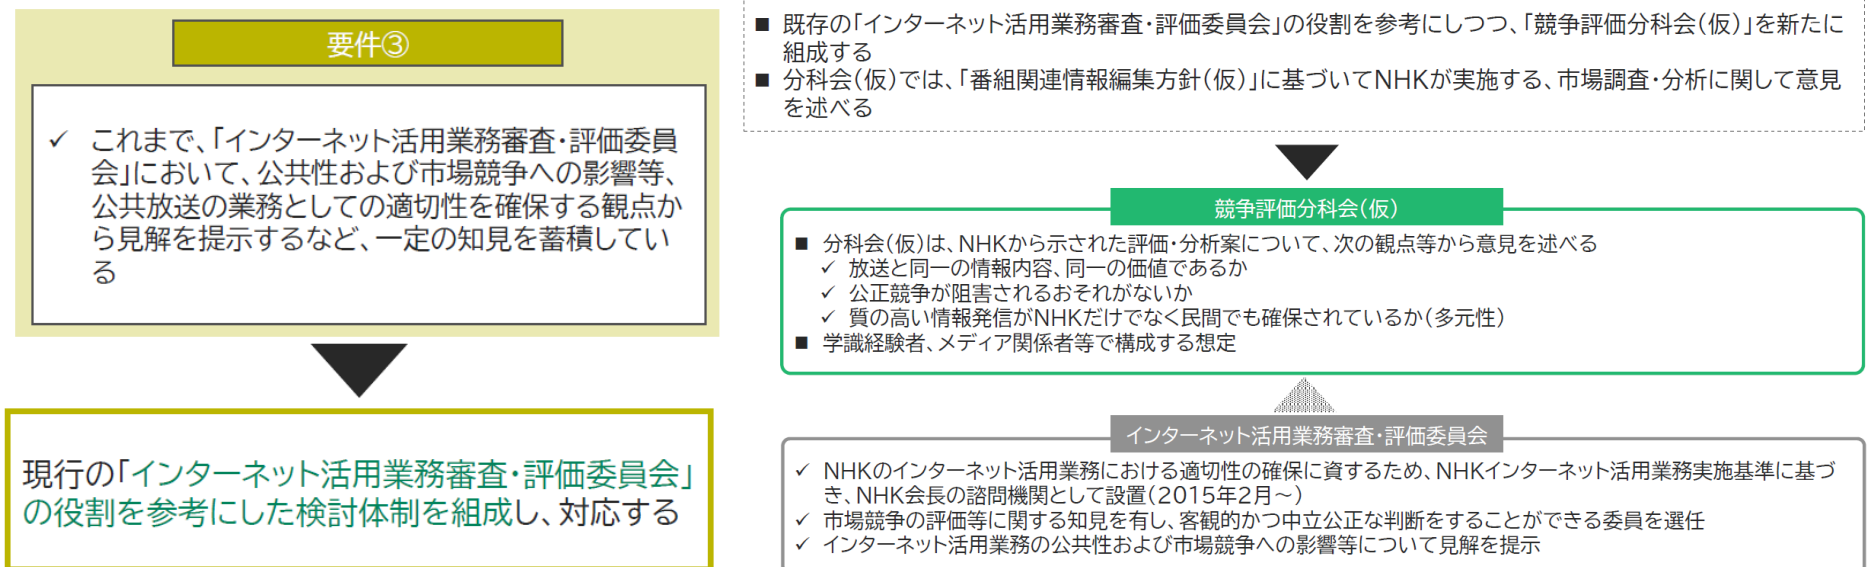 要件③
✓ これまで、「インターネット活用業務審査・評価委員
会」において、公共性および市場競争への影響等、
公共放送の業務としての適切性を確保する観点か
ら見解を提示するなど、一定の知見を蓄積してい
る
現行の「インターネット活用業務審査・評価委員会」
の役割を参考にした検討体制を組成し、対応する
■ 既存の「インターネット活用業務審査・評価委員会」の役割を参考にしつつ、「競争評価分科会(仮)」を新たに
組成する
■ 分科会(仮)では、「番組関連情報編集方針(仮)」に基づいてNHKが実施する、市場調査・分析に関して意見
を述べる
競争評価分科会(仮)
■ 分科会(仮)は、NHKから示された評価・分析案について、次の観点等から意見を述べる
✓ 放送と同一の情報内容、同一の価値であるか
✓ 公正競争が阻害されるおそれがないか
✓ 質の高い情報発信がNHKだけでなく民間でも確保されているか(多元性)
■ 学識経験者、メディア関係者等で構成する想定
インターネット活用業務審査・評価委員会
✓ NHKのインターネット活用業務における適切性の確保に資するため、NHKインターネット活用業務実施基準に基づ
き、NHK会長の諮問機関として設置(2015年2月~)
✓ 市場競争の評価等に関する知見を有し、客観的かつ中立公正な判断をすることができる委員を選任
✓ インターネット活用業務の公共性および市場競争への影響等について見解を提示